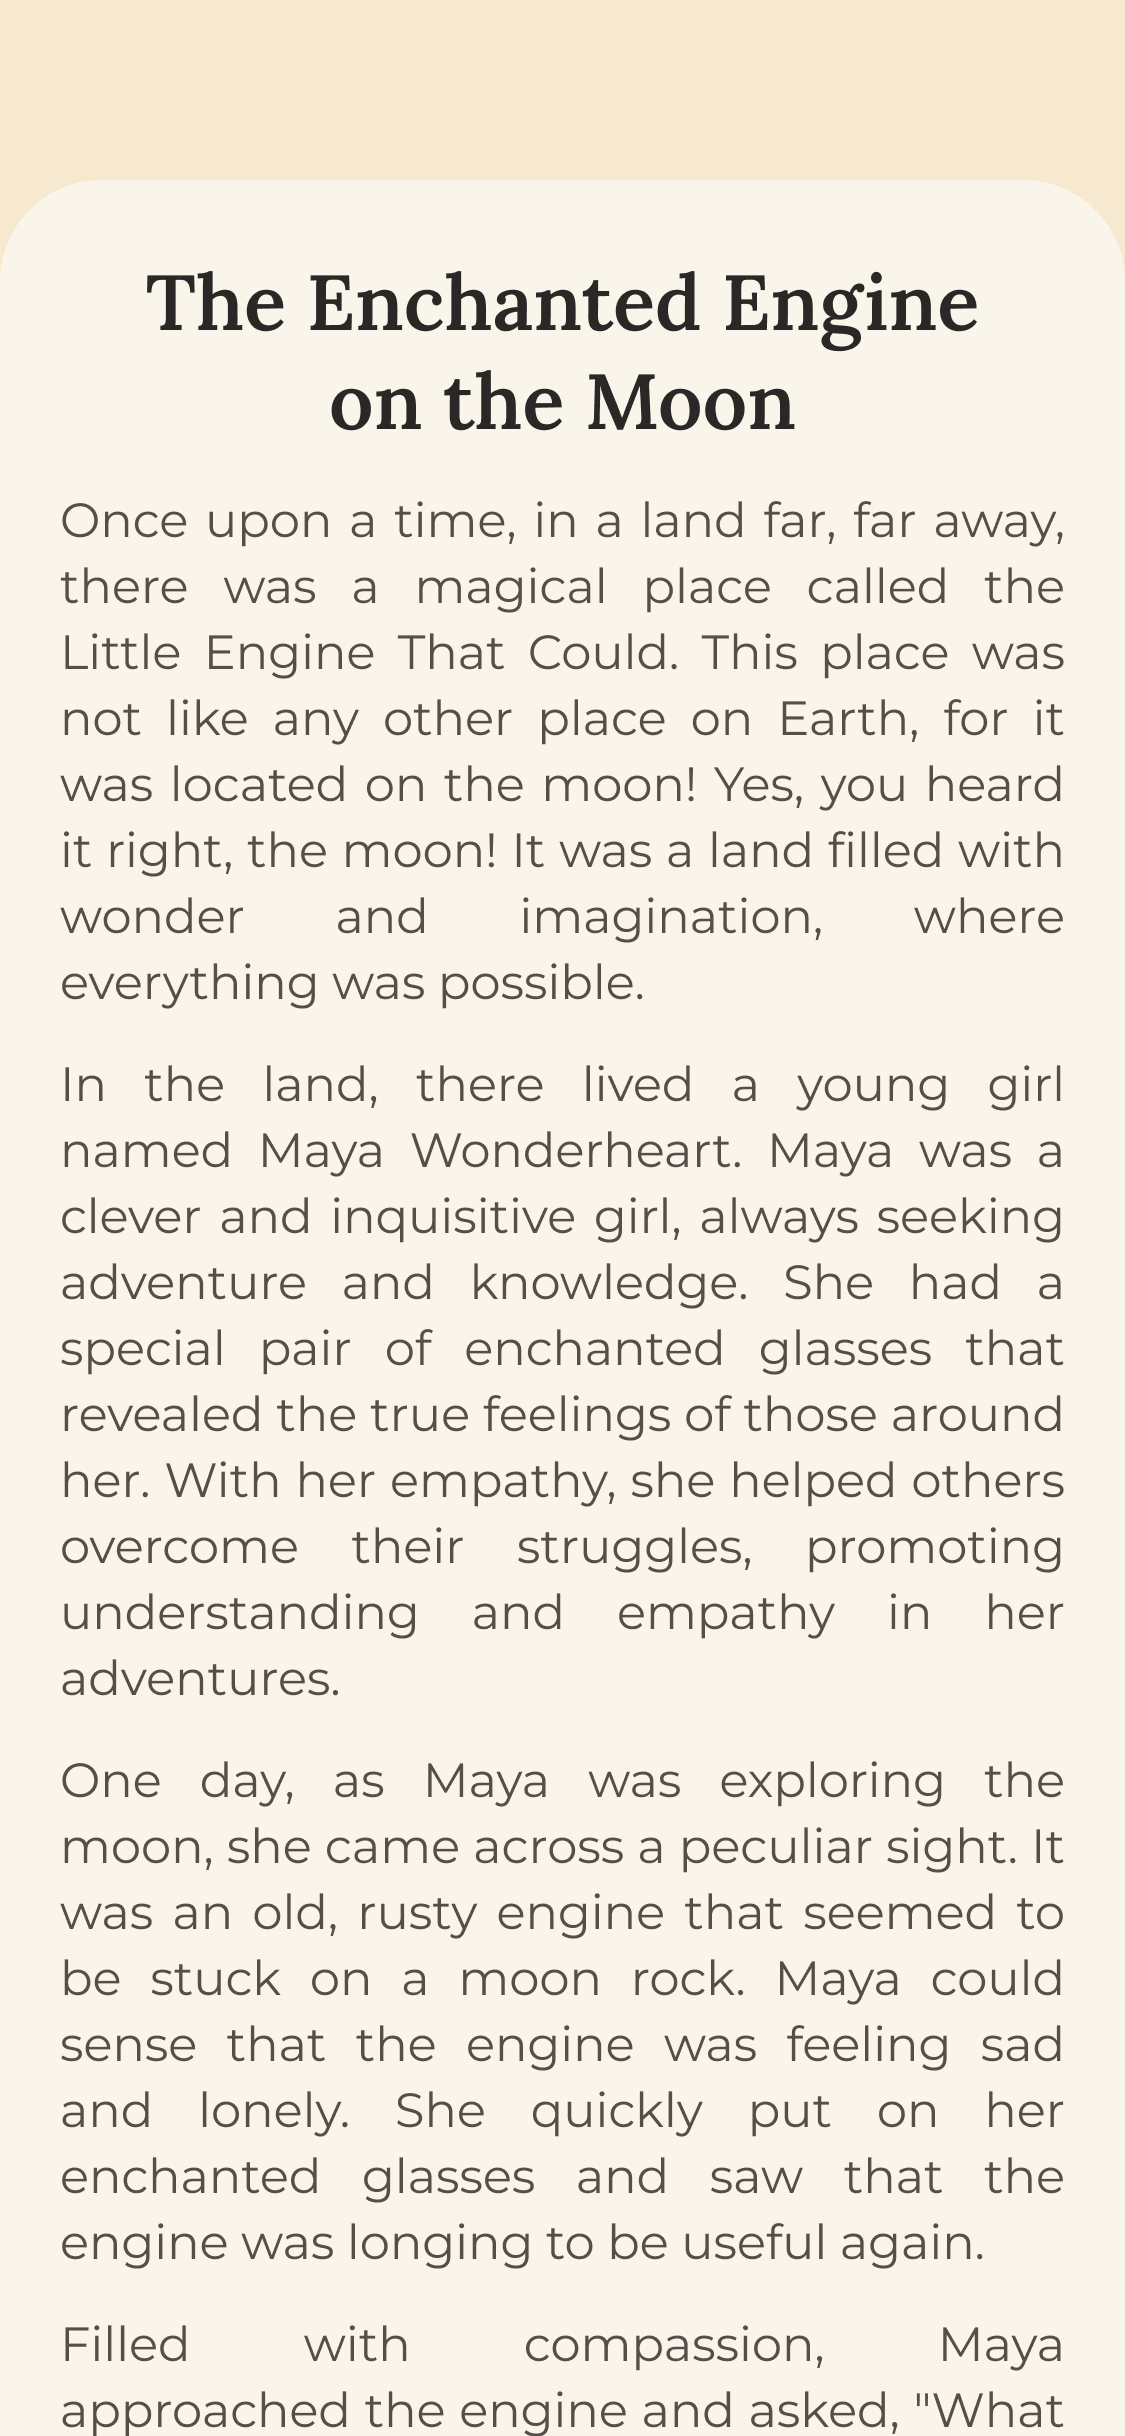 The Enchanted Engine
on the Moon
Once upon a time, in a land far, far away,
there was a magical place called the
Little Engine That Could. This place was
not like any other place on Earth, for it
was located on the moon! Yes, you heard
it right, the moon! It was a land filled with
wonder and imagination, where
everything was possible.
In the land, there lived a young girl
named Maya Wonderheart. Maya was a
clever and inquisitive girl, always seeking
adventure and knowledge. She had a
special pair of enchanted glasses that
revealed the true feelings of those around
her. With her empathy, she helped others
overcome their struggles, promoting
understanding and empathy in her
adventures.
One day, as Maya was exploring the
moon, she came across a peculiar sight. It
was an old, rusty engine that seemed to
be stuck on a moon rock. Maya could
sense that the engine was feeling sad
and lonely. She quickly put on her
enchanted glasses and saw that the
engine was longing to be useful again.
Filled with compassion, Maya
approached the engine and asked, "What